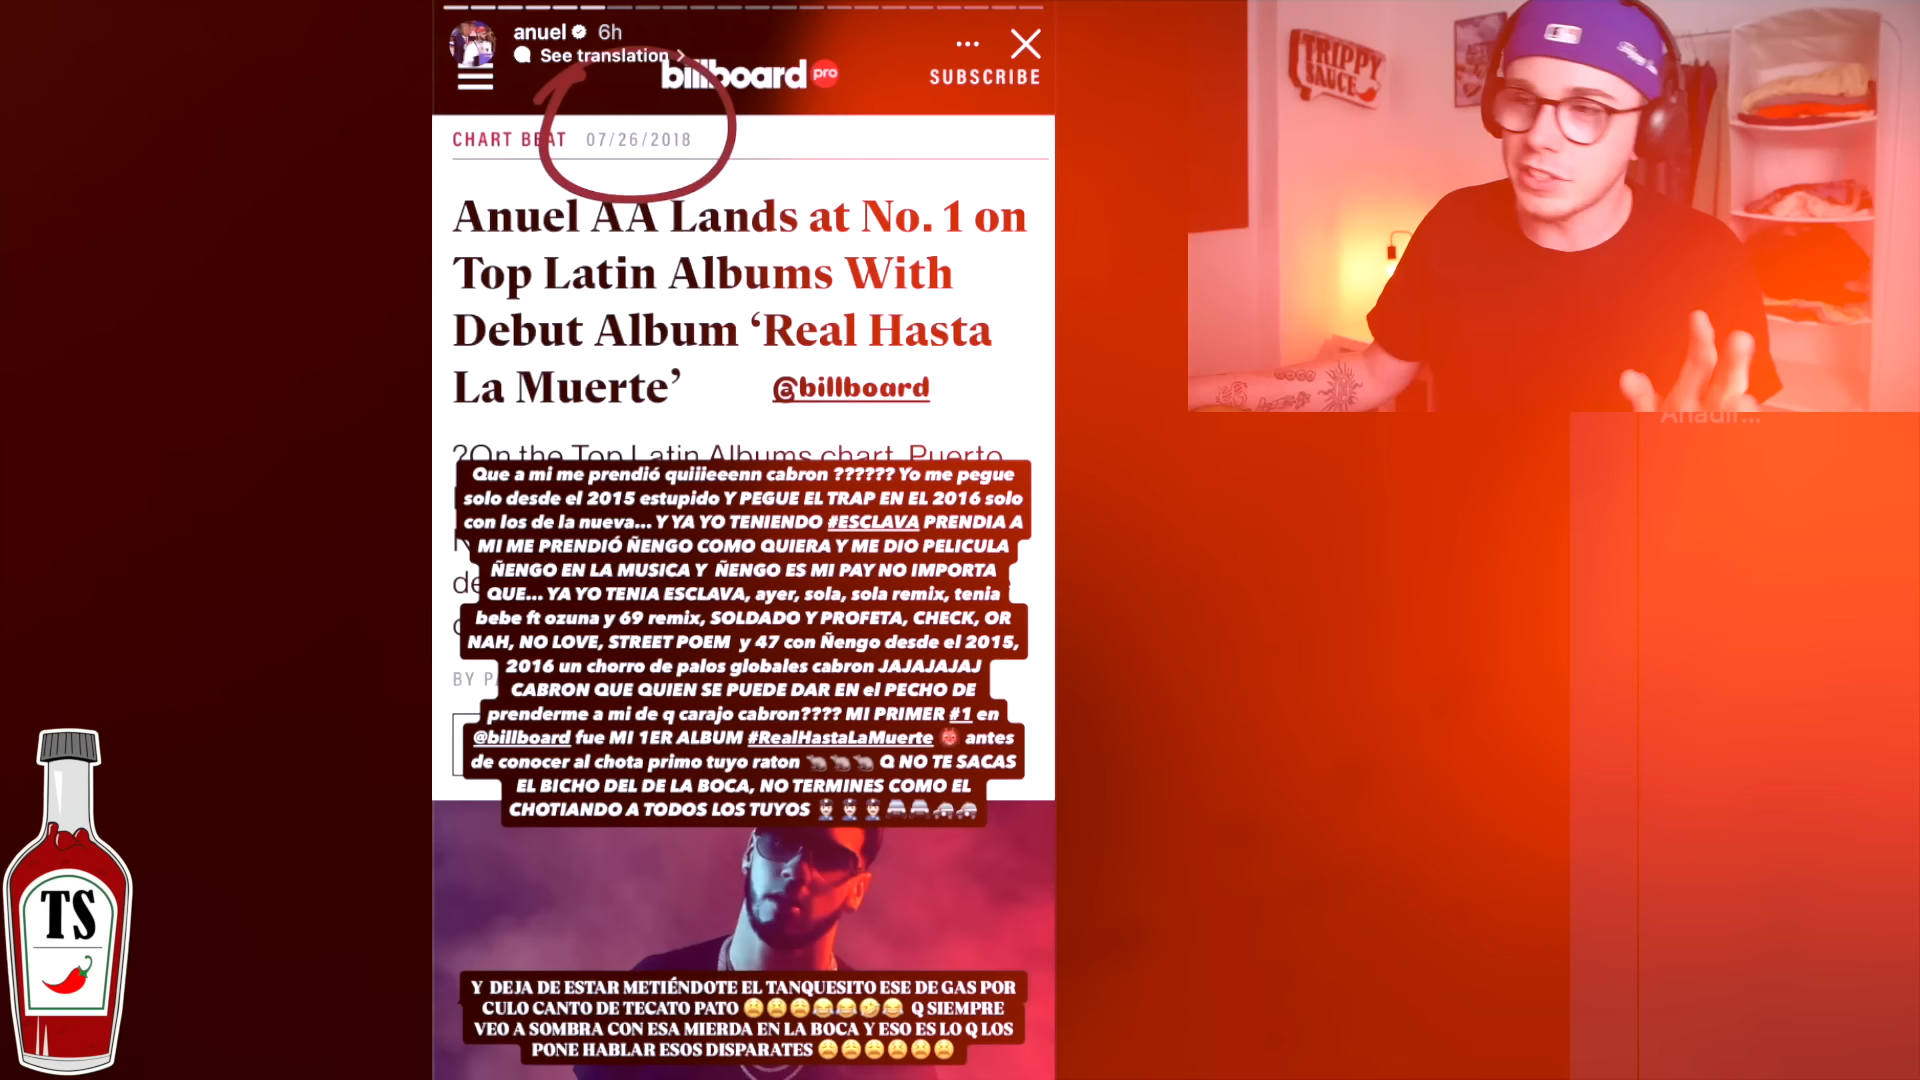 anuel 6h
See translation
billboard pro
SUBSCRIBE
CHART BEAT 07/26/2018
Anuel AA Lands at No. 1 on
Top Latin Albums With
Debut Album ‘Real Hasta
La Muerte’
@billboard
?On the Top Latin Albums chart, Puerto
Que a mi me prendió quiiieeenn cabron ?????? Yo me pegue
solo desde el 2015 estupido Y PEGUE EL TRAP EN EL 2016 solo
con los de la nueva... Y YA YO TENIENDO #ESCLAVA PRENDIA A
MI ME PRENDIÓ ÑENGO COMO QUIERA Y ME DIO PELICULA
ÑENGO EN LA MUSICA Y ÑENGO ES MI PAY NO IMPORTA
QUE... YA YO TENIA ESCLAVA, ayer, sola, sola remix, tenia
bebe ft ozuna y 69 remix, SOLDADO Y PROFETA, CHECK, OR
NAH, NO LOVE, STREET POEM y 47 con Ñengo desde el 2015,
2016 un chorro de palos globales cabron JAJAJAJAJ
CABRON QUE QUIEN SE PUEDE DAR EN el PECHO DE
prenderme a mi de q carajo cabron???? MI PRIMER #1 en
@billboard fue MI 1ER ALBUM #RealHastaLaMuerte 👹 antes
de conocer al chota primo tuyo raton 🐀🐀🐀 Q NO TE SACAS
EL BICHO DEL DE LA BOCA, NO TERMINES COMO EL
CHOTIANDO A TODOS LOS TUYOS 👮🏻‍♂️👮🏻‍♂️👮🏻‍♂️🚔🚔🚓🚓
BY
Y DEJA DE ESTAR METIÉNDOTE EL TANQUESITO ESE DE GAS POR
CULO CANTO DE TECATO PATO 😩😩😩😂😂🤣😂 Q SIEMPRE
VEO A SOMBRA CON ESA MIERDA EN LA BOCA Y ESO ES LO Q LOS
PONE HABLAR ESOS DISPARATES 😩😩😩😩😩😩
TRIPPY
SAUCE
Añadir...
TS